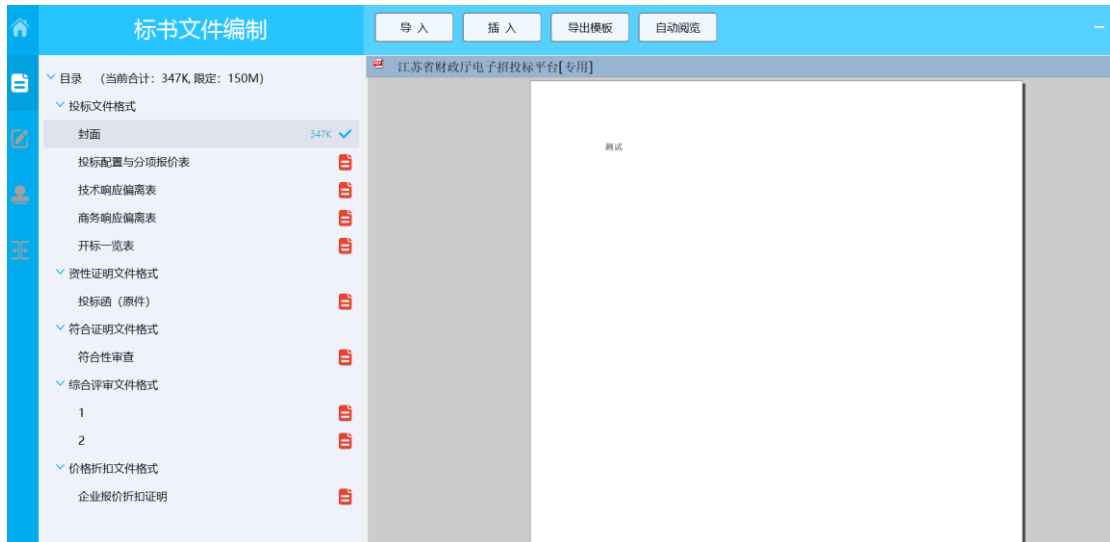 标书文件编制
导 入 插 入 导出模板 自动阅览
目录 (当前合计: 347K, 限定: 150M)
投标文件格式
封面 347K
投标配置与分项报价表
技术响应偏离表
商务响应偏离表
开标一览表
资性证明文件格式
投标函 (原件)
符合证明文件格式
符合性审查
综合评审文件格式
1
2
价格折扣文件格式
企业报价折扣证明
江苏省财政厅电子招投标平台[专用]
测试